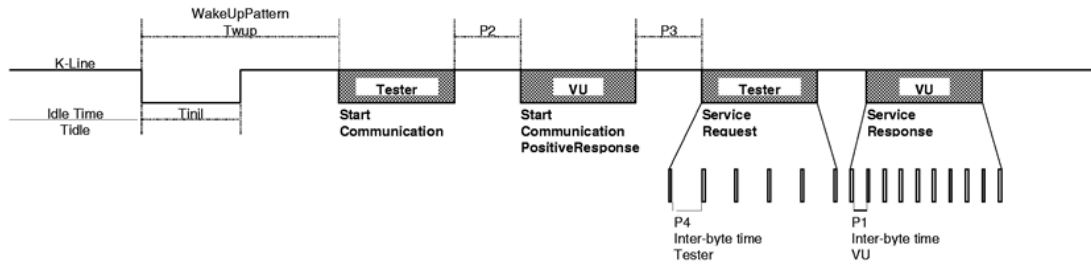 WakeUpPattern
Twup
P2
P3
K-Line
Tester
VU
Tester
VU
Idle Time
Tidle
Tinil
Start
Communication
Start
Communication
PositiveResponse
Service
Request
Service
Response
P4
Inter-byte time
Tester
P1
Inter-byte time
VU